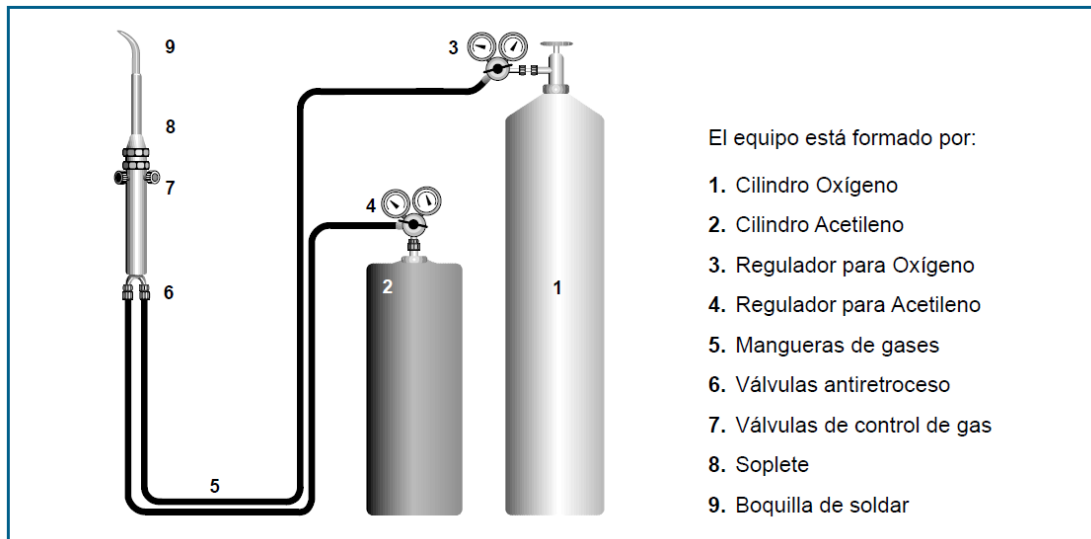 9
3
8
7
4
6
2
1
5
El equipo está formado por:
1. Cilindro Oxígeno
2. Cilindro Acetileno
3. Regulador para Oxígeno
4. Regulador para Acetileno
5. Mangueras de gases
6. Válvulas antiretroceso
7. Válvulas de control de gas
8. Soplete
9. Boquilla de soldar